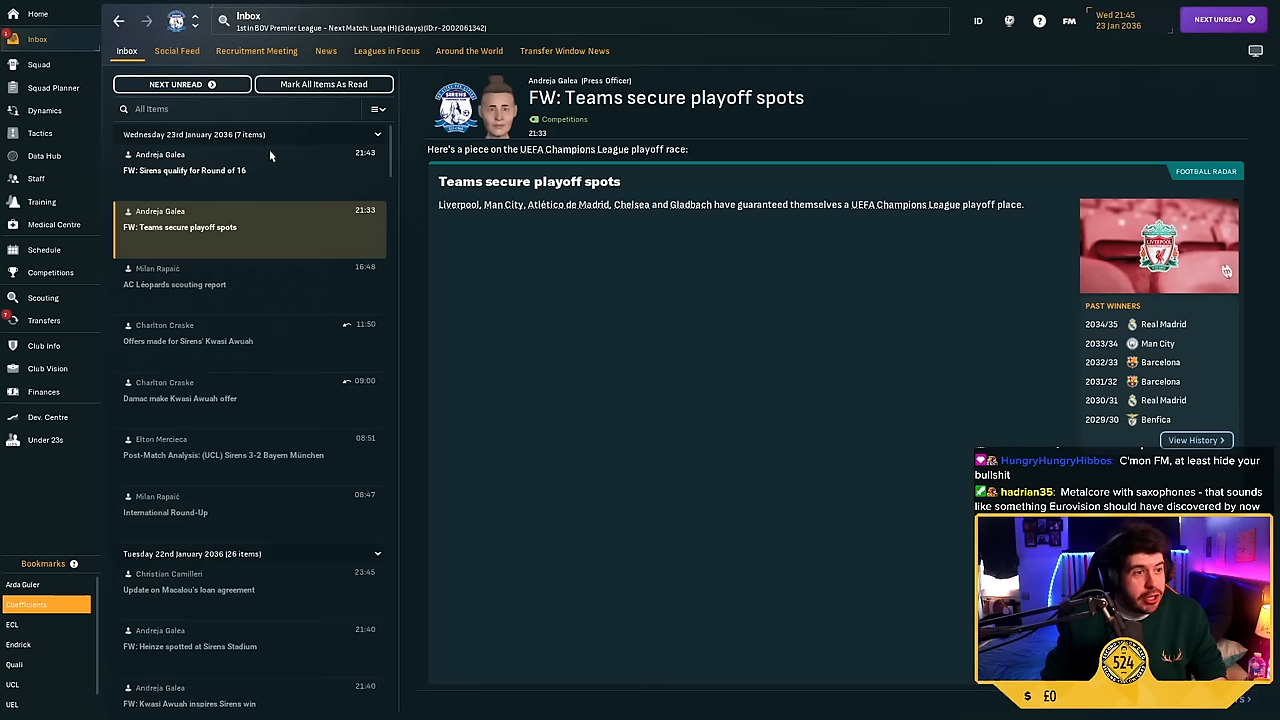 Home
Inbox
Squad
Squad Planner
Dynamics
Tactics
Data Hub
Staff
Training
Medical Centre
Schedule
Competitions
Scouting
Transfers
Club Info
Club Vision
Finances
Dev. Centre
Under 23s
Bookmarks
Arda Guler
Coefficients
ECL
Endrick
Quali
UCL
UEL
Inbox
1st in BOV Premier League - Next Match: Luqa (H) (3 days)(ID:r-2002061342)
ID
FM
Wed 21:45
23 Jan 2036
NEXT UNREAD
Inbox
Social Feed
Recruitment Meeting
News
Leagues in Focus
Around the World
Transfer Window News
NEXT UNREAD
Mark All Items As Read
All Items
Wednesday 23rd January 2036 (7 items)
Andreja Galea 21:43
FW: Sirens qualify for Round of 16
Andreja Galea 21:33
FW: Teams secure playoff spots
Milan Rapaić 16:48
AC Léopards scouting report
Charlton Craske 11:50
Offers made for Sirens' Kwasi Awuah
Charlton Craske 09:00
Damac make Kwasi Awuah offer
Elton Mercieca 08:51
Post-Match Analysis: (UCL) Sirens 3-2 Bayern München
Milan Rapaić 08:47
International Round-Up
Tuesday 22nd January 2036 (26 items)
Christian Camilleri 23:45
Update on Macalou's loan agreement
Andreja Galea 21:40
FW: Heinze spotted at Sirens Stadium
Andreja Galea 21:40
FW: Kwasi Awuah inspires Sirens win
SIRENS
Andreja Galea (Press Officer)
FW: Teams secure playoff spots
Competitions
21:33
Here's a piece on the UEFA Champions League playoff race:
FOOTBALL RADAR
Teams secure playoff spots
Liverpool, Man City, Atlético de Madrid, Chelsea and Gladbach have guaranteed themselves a UEFA Champions League playoff place.
PAST WINNERS
2034/35 Real Madrid
2033/34 Man City
2032/33 Barcelona
2031/32 Barcelona
2030/31 Real Madrid
2029/30 Benfica
View History
HungryHungryHibbos: C'mon FM, at least hide your
bullshit
hadrian35: Metalcore with saxophones - that sounds
like something Eurovision should have discovered by now
524
$ £0